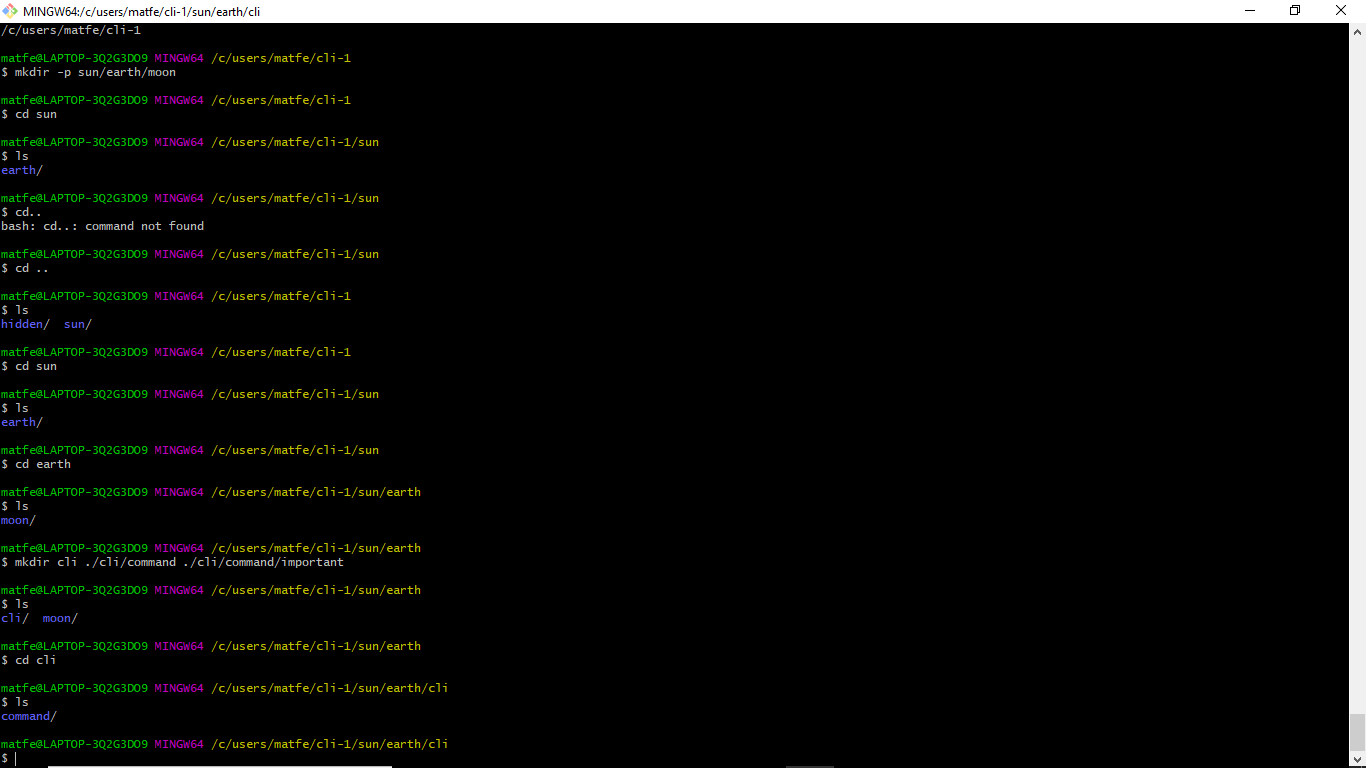 MINGW64:/c/users/matfe/cli-1/sun/earth/cli
/c/users/matfe/cli-1
matfe@LAPTOP-3Q2G3DO9 MINGW64 /c/users/matfe/cli-1
$ mkdir -p sun/earth/moon
matfe@LAPTOP-3Q2G3DO9 MINGW64 /c/users/matfe/cli-1
$ cd sun
matfe@LAPTOP-3Q2G3DO9 MINGW64 /c/users/matfe/cli-1/sun
$ ls
earth/
matfe@LAPTOP-3Q2G3DO9 MINGW64 /c/users/matfe/cli-1/sun
$ cd..
bash: cd..: command not found
matfe@LAPTOP-3Q2G3DO9 MINGW64 /c/users/matfe/cli-1/sun
$ cd ..
matfe@LAPTOP-3Q2G3DO9 MINGW64 /c/users/matfe/cli-1
$ ls
hidden/  sun/
matfe@LAPTOP-3Q2G3DO9 MINGW64 /c/users/matfe/cli-1
$ cd sun
matfe@LAPTOP-3Q2G3DO9 MINGW64 /c/users/matfe/cli-1/sun
$ ls
earth/
matfe@LAPTOP-3Q2G3DO9 MINGW64 /c/users/matfe/cli-1/sun
$ cd earth
matfe@LAPTOP-3Q2G3DO9 MINGW64 /c/users/matfe/cli-1/sun/earth
$ ls
moon/
matfe@LAPTOP-3Q2G3DO9 MINGW64 /c/users/matfe/cli-1/sun/earth
$ mkdir cli ./cli/command ./cli/command/important
matfe@LAPTOP-3Q2G3DO9 MINGW64 /c/users/matfe/cli-1/sun/earth
$ ls
cli/  moon/
matfe@LAPTOP-3Q2G3DO9 MINGW64 /c/users/matfe/cli-1/sun/earth
$ cd cli
matfe@LAPTOP-3Q2G3DO9 MINGW64 /c/users/matfe/cli-1/sun/earth/cli
$ ls
command/
matfe@LAPTOP-3Q2G3DO9 MINGW64 /c/users/matfe/cli-1/sun/earth/cli
$